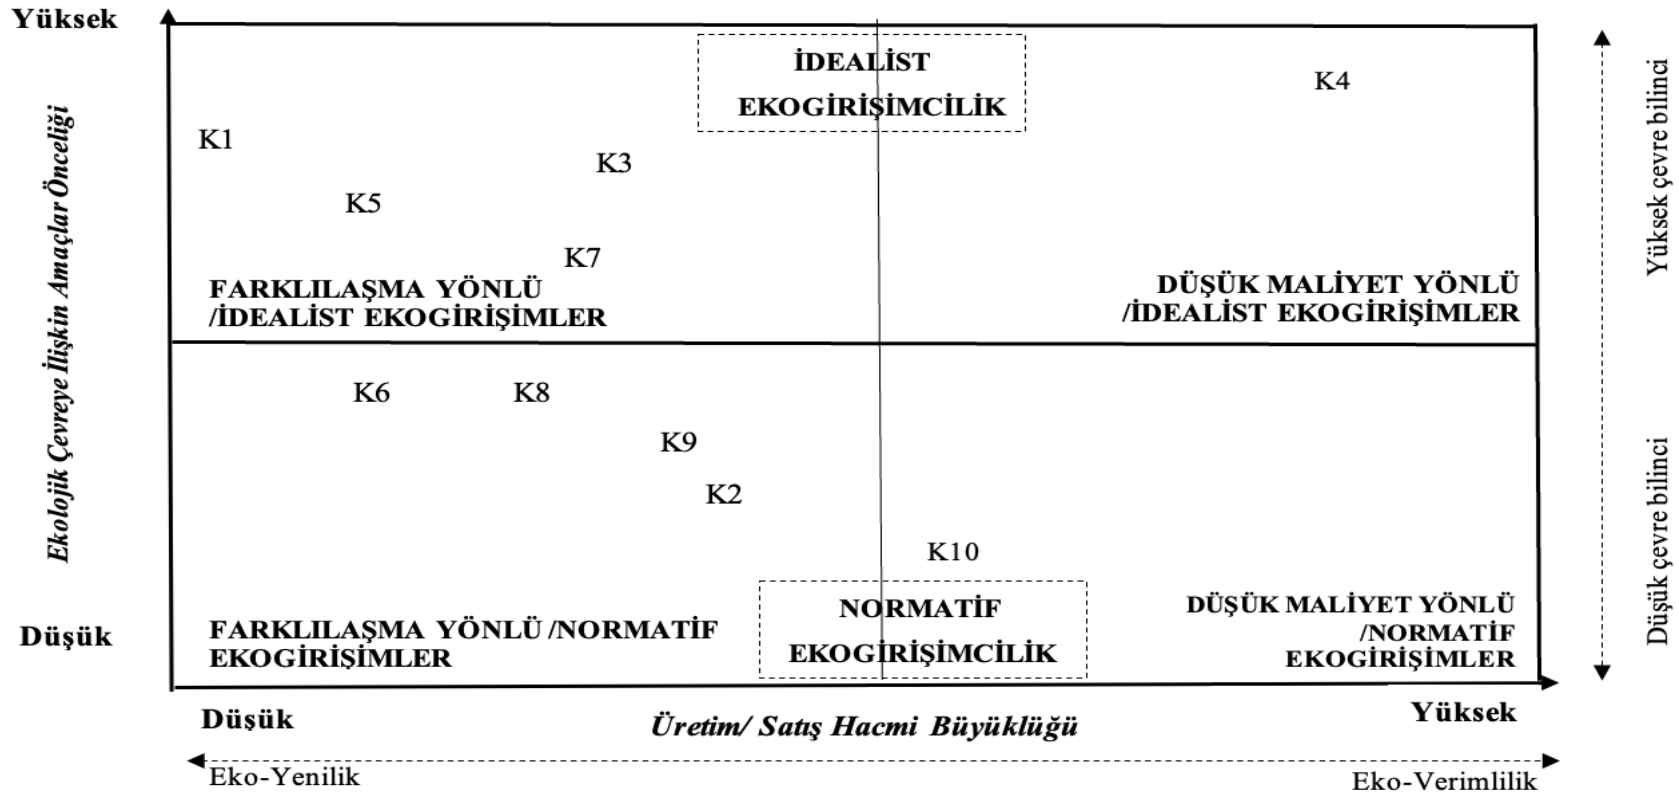 Yüksek
İDEALİST
EKOGİRİŞİMCİLİK
K4
K1
K3
K5
K7
FARKLILAŞMA YÖNLÜ
/İDEALİST EKOGİRİŞİMLER
DÜŞÜK MALİYET YÖNLÜ
/İDEALİST EKOGİRİŞİMLER
Ekolojik Çevreye İlişkin Amaçlar Önceliği
Yüksek çevre bilinci
K6
K8
K9
K2
K10
Düşük çevre bilinci
Düşük
FARKLILAŞMA YÖNLÜ /NORMATİF
EKOGİRİŞİMLER
NORMATİF
EKOGİRİŞİMCİLİK
DÜŞÜK MALİYET YÖNLÜ
/NORMATİF
EKOGİRİŞİMLER
Düşük
Üretim/ Satış Hacmi Büyüklüğü
Yüksek
Eko-Yenilik
Eko-Verimlilik